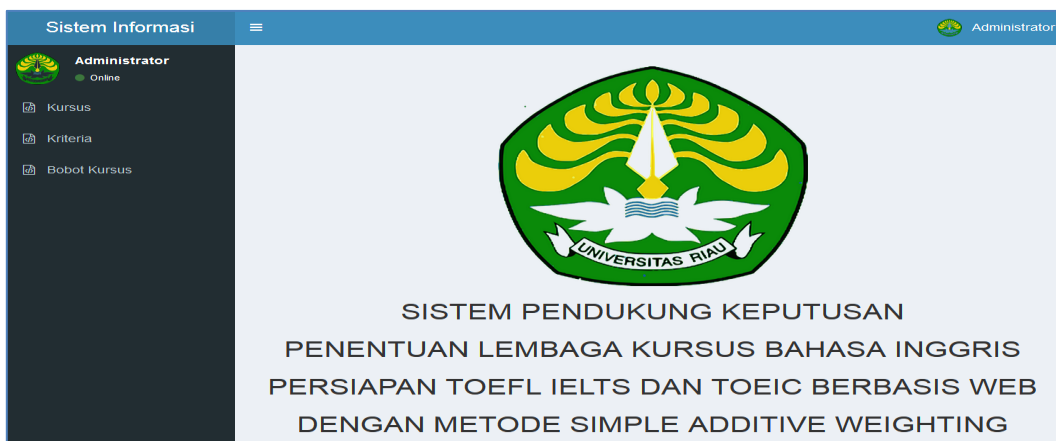 Sistem Informasi
Administrator
Administrator
Online
Kursus
Kriteria
Bobot Kursus
UNIVERSITAS RIAU
SISTEM PENDUKUNG KEPUTUSAN
PENENTUAN LEMBAGA KURSUS BAHASA INGGRIS
PERSIAPAN TOEFL IELTS DAN TOEIC BERBASIS WEB
DENGAN METODE SIMPLE ADDITIVE WEIGHTING